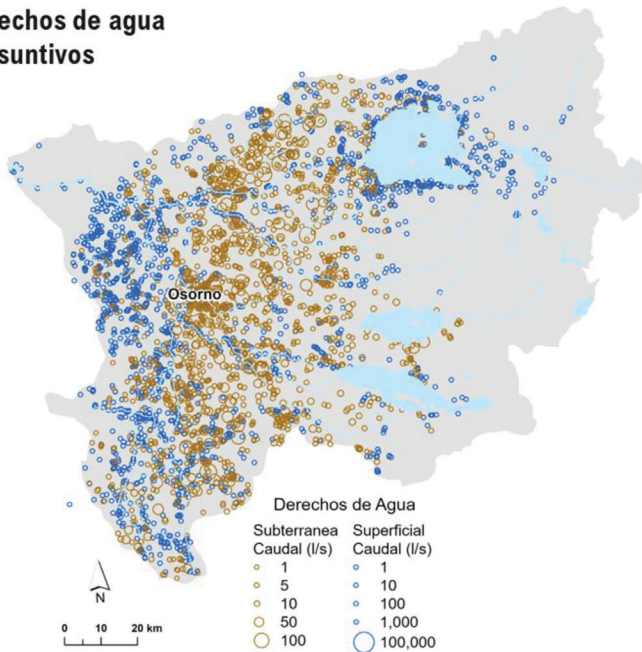 echos de agua
suntivos
Osorno
Derechos de Agua
Subterranea
Caudal (l/s)
1
5
10
50
100
Superficial
Caudal (l/s)
1
10
100
1,000
100,000
N
0 10 20 km